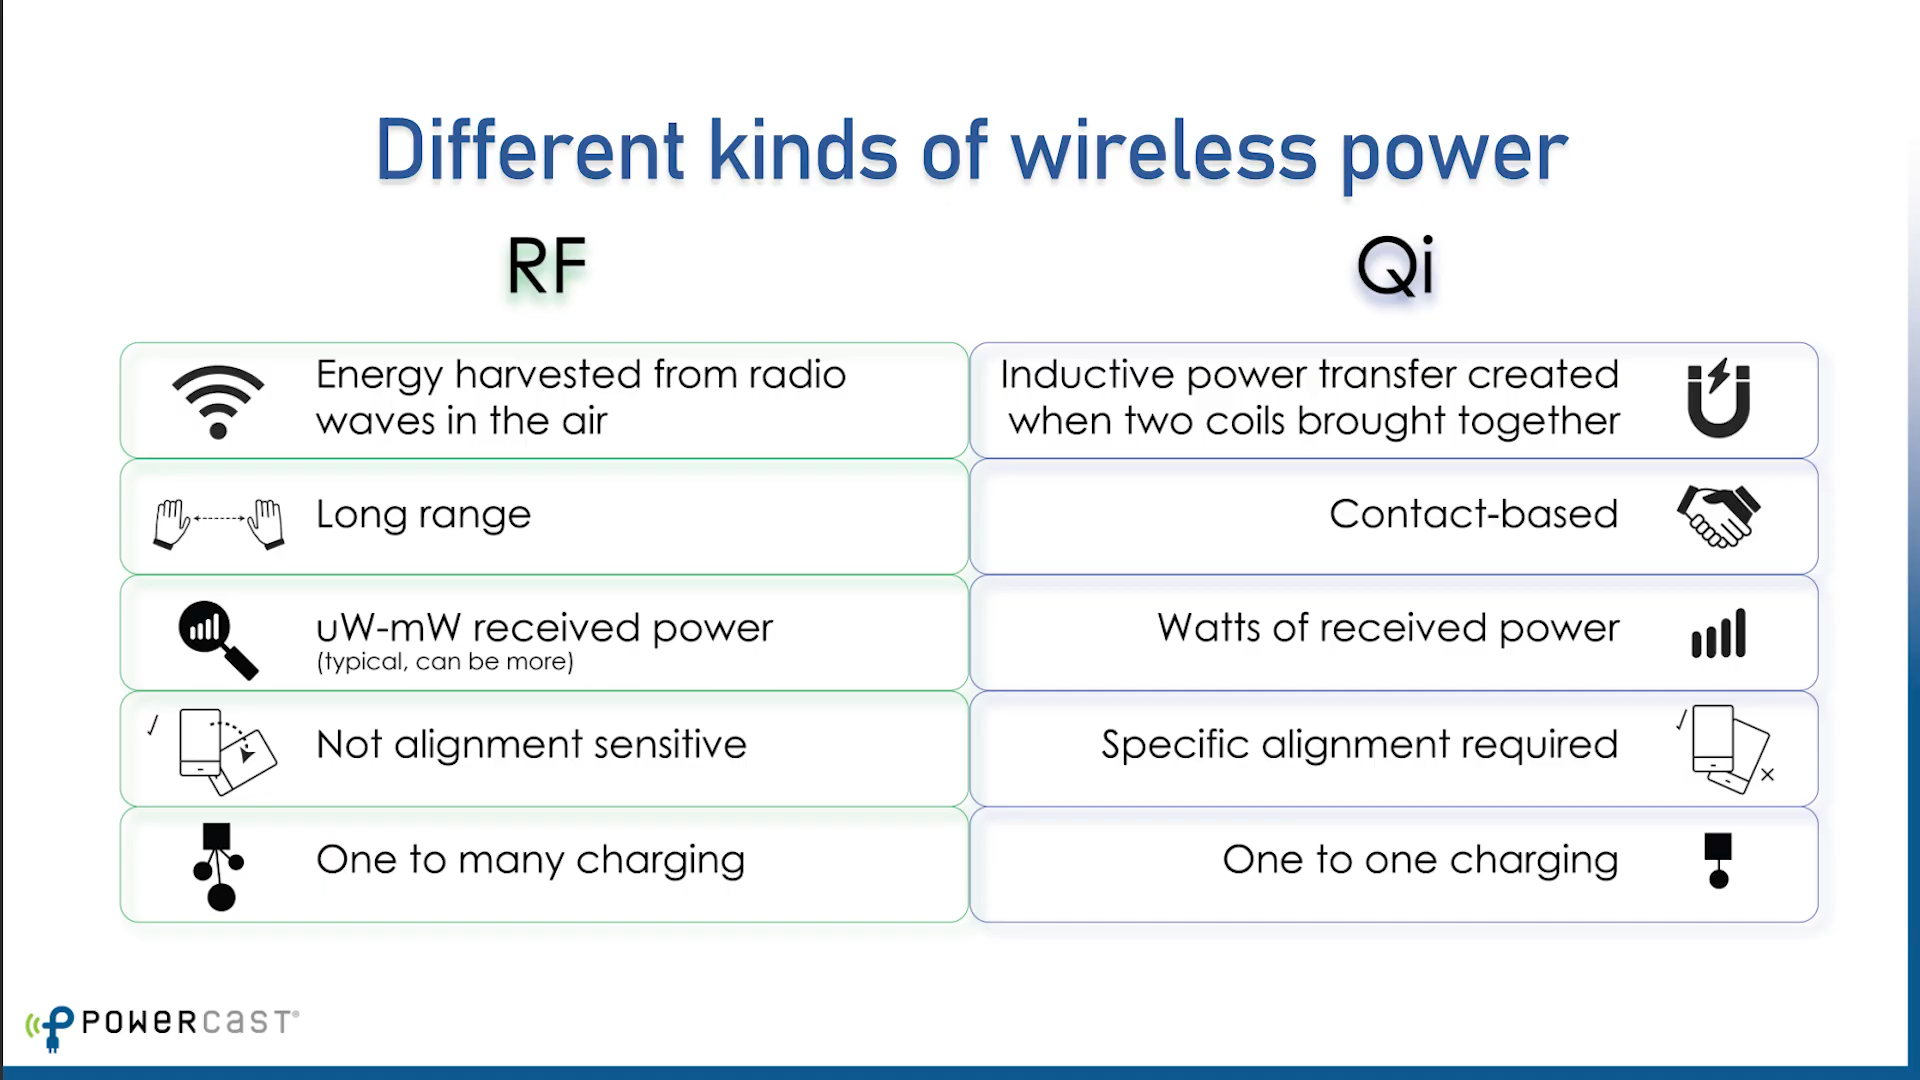 Different kinds of wireless power
RF
Qi
Energy harvested from radio
waves in the air
Inductive power transfer created
when two coils brought together
Long range
Contact-based
uW-mW received power
(typical, can be more)
Watts of received power
Not alignment sensitive
Specific alignment required
One to many charging
One to one charging
POWERCAST®